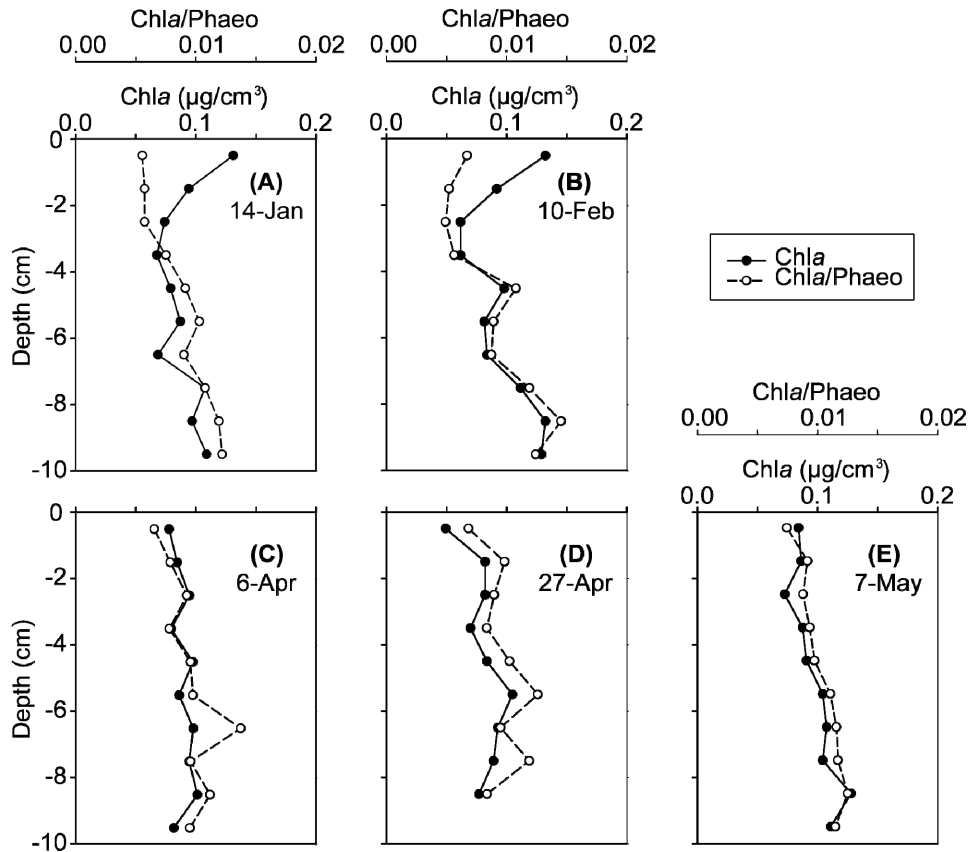 Chla/Phaeo
0.00 0.01 0.02
Chla (µg/cm³)
0.0 0.1 0.2
Chla/Phaeo
0.00 0.01 0.02
Chla (µg/cm³)
0.0 0.1 0.2
0
-2
-4
-6
-8
-10
Depth (cm)
(A)
14-Jan
(B)
10-Feb
Chla
Chla/Phaeo
Chla/Phaeo
0.00 0.01 0.02
Chla (µg/cm³)
0.0 0.1 0.2
0
-2
-4
-6
-8
-10
Depth (cm)
(C)
6-Apr
(D)
27-Apr
(E)
7-May